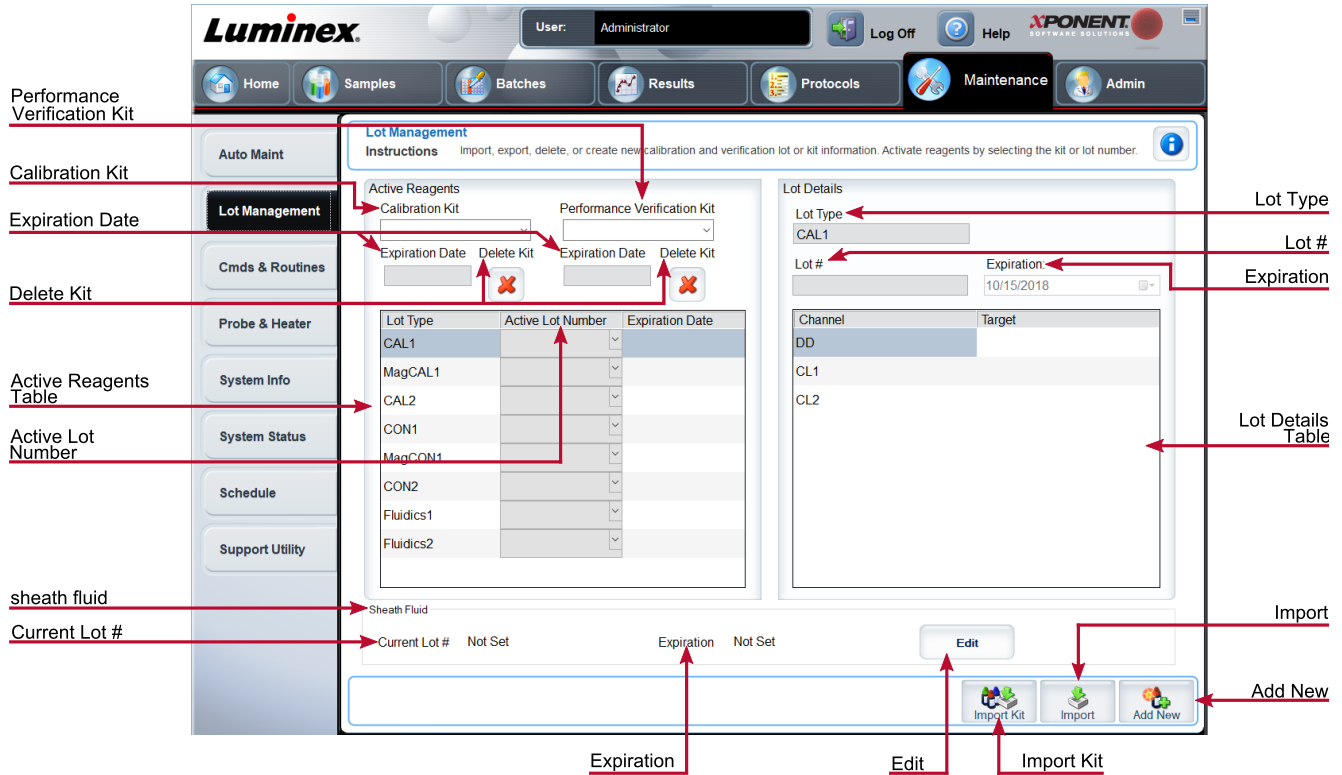 Luminex.
User:
Administrator
Log Off
Help
XPONENT.
SOFTWARE SOLUTIONS
Home
Samples
Batches
Results
Protocols
Maintenance
Admin
Performance
Verification Kit
Calibration Kit
Expiration Date
Delete Kit
Active Reagents
Table
Active Lot
Number
sheath fluid
Current Lot #
Auto Maint
Lot Management
Cmds & Routines
Probe & Heater
System Info
System Status
Schedule
Support Utility
Lot Management
Instructions Import, export, delete, or create new calibration and verification lot or kit information. Activate reagents by selecting the kit or lot number.
Active Reagents
Calibration Kit
Performance Verification Kit
Expiration Date
Delete Kit
Expiration Date
Delete Kit
Lot Type
Active Lot Number
Expiration Date
CAL1
MagCAL1
CAL2
CON1
MagCON1
CON2
Fluidics1
Fluidics2
Lot Details
Lot Type
CAL1
Lot #
Expiration:
10/15/2018
Channel
Target
DD
CL1
CL2
Sheath Fluid
Current Lot # Not Set
Expiration Not Set
Edit
Import Kit
Import
Add New
Lot Type
Lot #
Expiration
Lot Details
Table
Import
Add New
Expiration
Edit
Import Kit